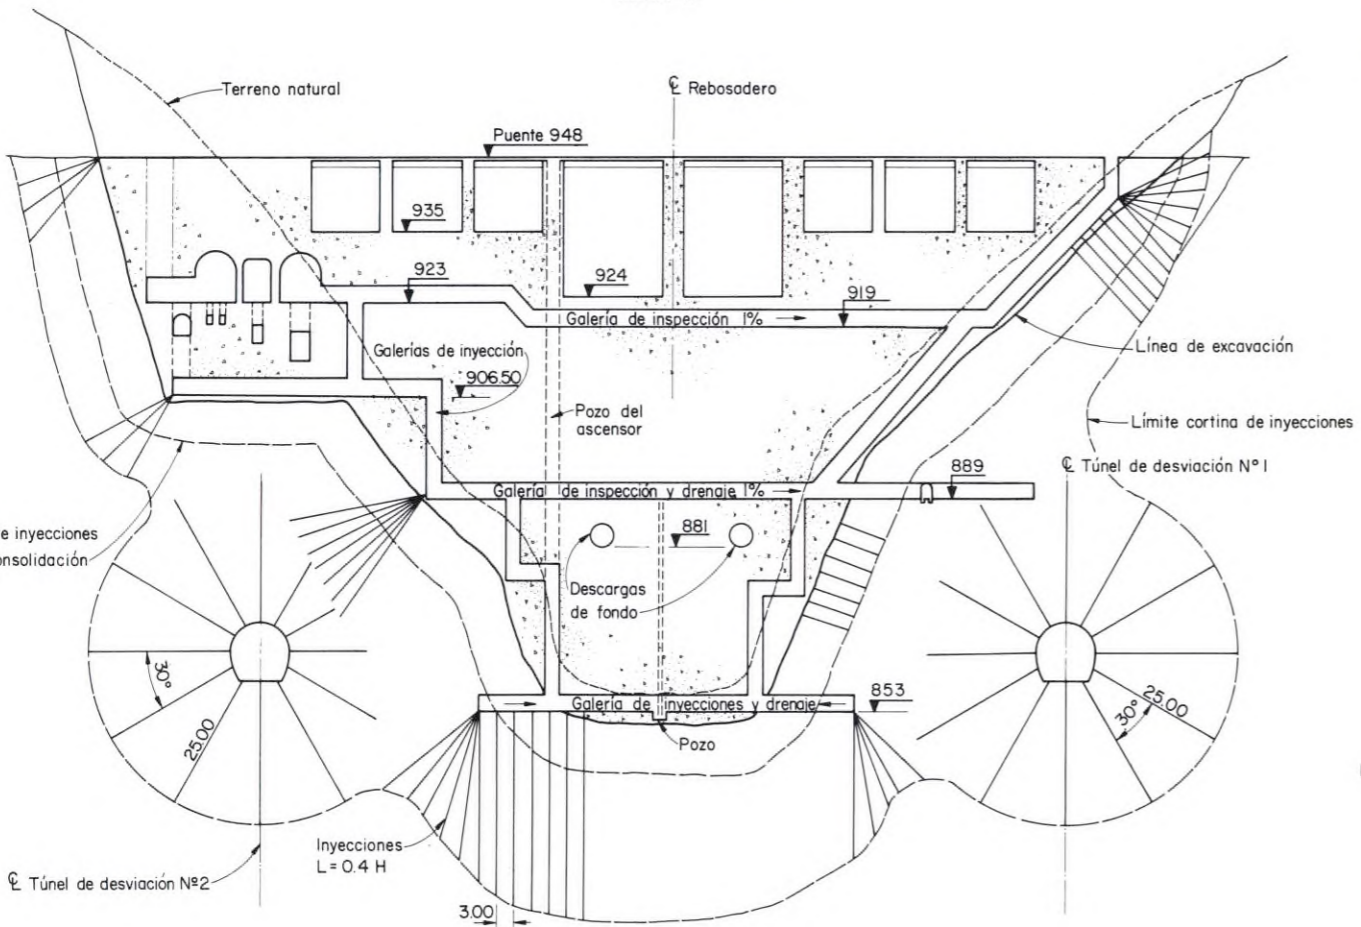 Terreno natural
℄ Rebosadero
Puente 948
935
923
924
919
Galería de inspección 1%
Línea de excavación
Galerías de inyección
906.50
Pozo del
ascensor
Límite cortina de inyecciones
℄ Túnel de desviación Nº 1
889
Galería de inspección y drenaje 1%
881
de inyecciones
consolidación
Descargas
de fondo
30°
25.00
Galería de inyecciones y drenaje
853
25.00
30°
Pozo
Inyecciones
L = 0.4 H
℄ Túnel de desviación Nº2
3.00